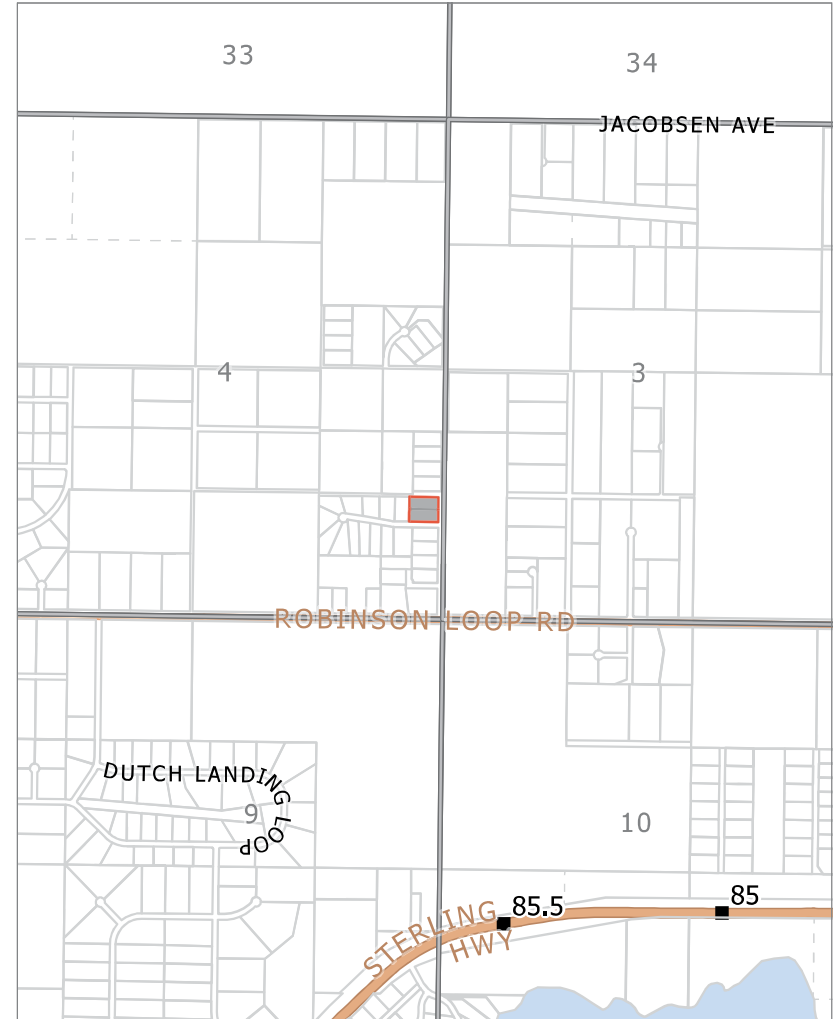 33
34
JACOBSEN AVE
4
3
ROBINSON LOOP RD
DUTCH LANDING LOOP
9
10
85
85.5
STERLING
HWY